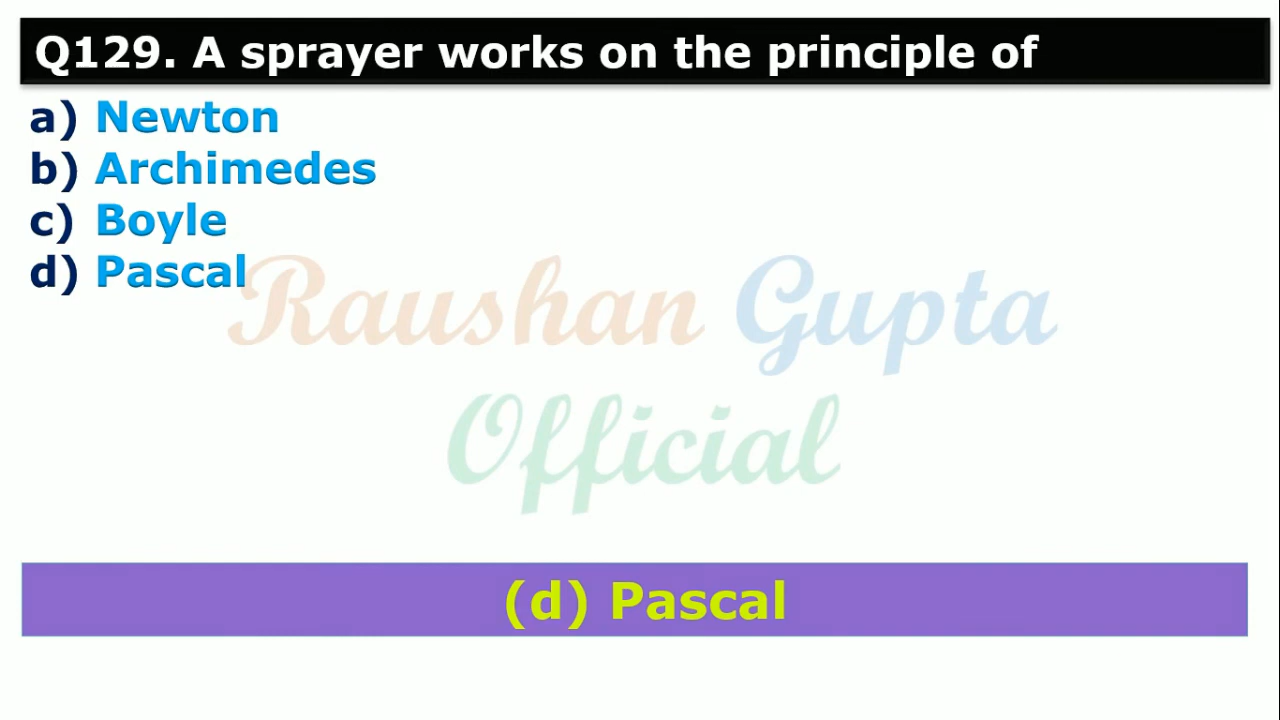 Q129. A sprayer works on the principle of
a) Newton
b) Archimedes
c) Boyle
d) Pascal
Raushan Gupta
Official
(d) Pascal